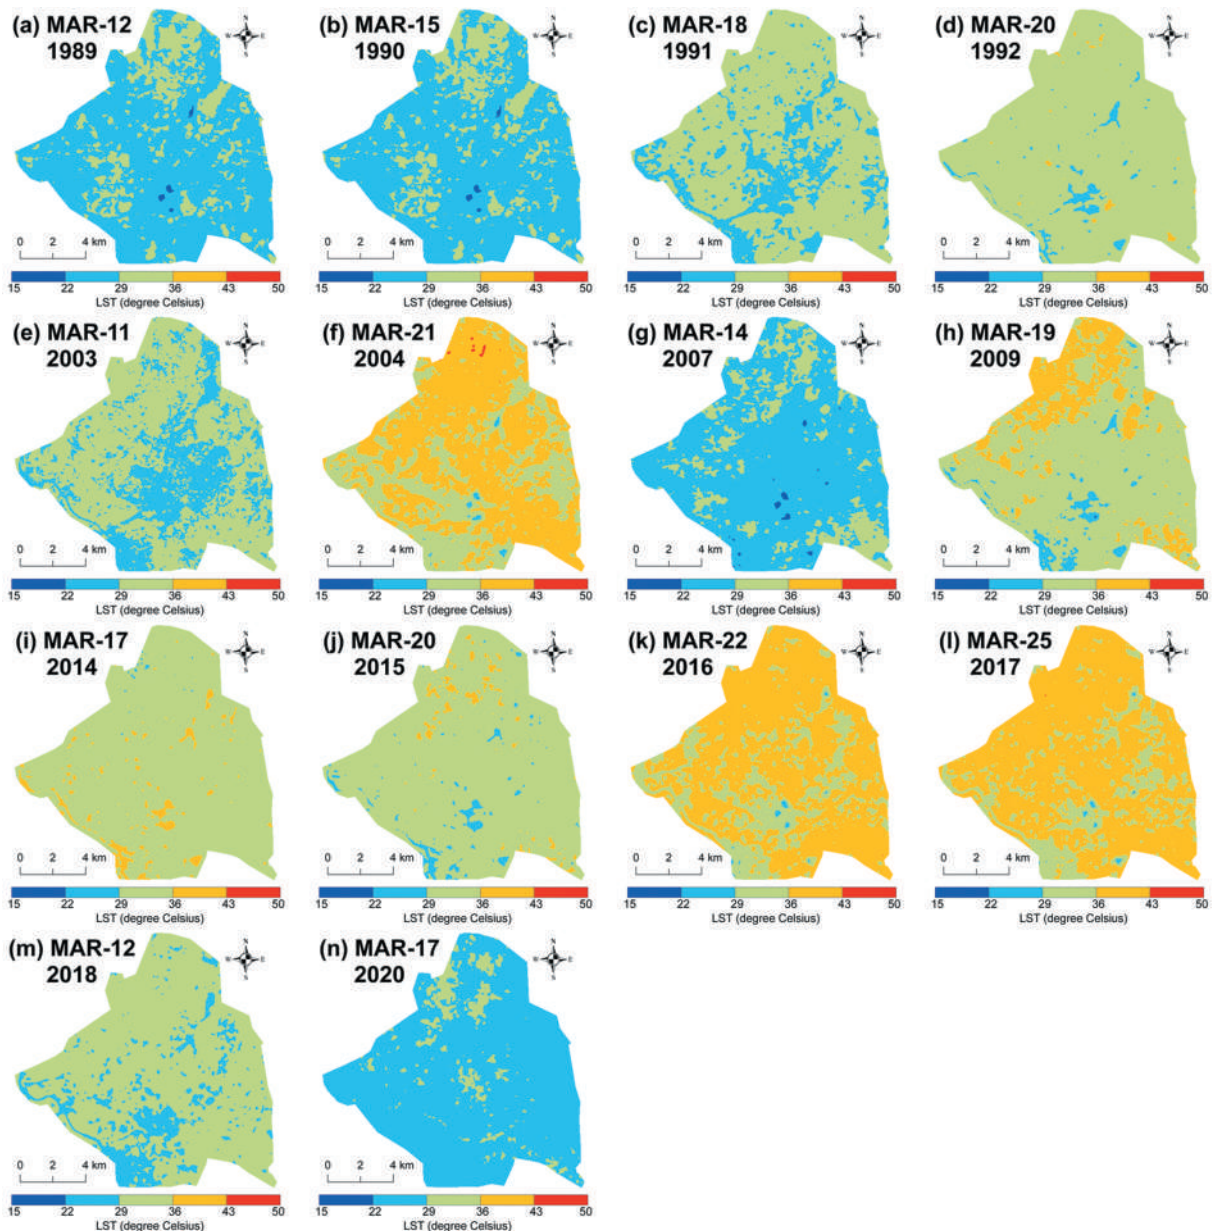 (a) MAR-12
1989
N
W E
S
0 2 4 km
15 22 29 36 43 50
LST (degree Celsius)
(b) MAR-15
1990
N
W E
S
0 2 4 km
15 22 29 36 43 50
LST (degree Celsius)
(c) MAR-18
1991
N
W E
S
0 2 4 km
15 22 29 36 43 50
LST (degree Celsius)
(d) MAR-20
1992
N
W E
S
0 2 4 km
15 22 29 36 43 50
LST (degree Celsius)
(e) MAR-11
2003
N
W E
S
0 2 4 km
15 22 29 36 43 50
LST (degree Celsius)
(f) MAR-21
2004
N
W E
S
0 2 4 km
15 22 29 36 43 50
LST (degree Celsius)
(g) MAR-14
2007
N
W E
S
0 2 4 km
15 22 29 36 43 50
LST (degree Celsius)
(h) MAR-19
2009
N
W E
S
0 2 4 km
15 22 29 36 43 50
LST (degree Celsius)
(i) MAR-17
2014
N
W E
S
0 2 4 km
15 22 29 36 43 50
LST (degree Celsius)
(j) MAR-20
2015
N
W E
S
0 2 4 km
15 22 29 36 43 50
LST (degree Celsius)
(k) MAR-22
2016
N
W E
S
0 2 4 km
15 22 29 36 43 50
LST (degree Celsius)
(l) MAR-25
2017
N
W E
S
0 2 4 km
15 22 29 36 43 50
LST (degree Celsius)
(m) MAR-12
2018
N
W E
S
0 2 4 km
15 22 29 36 43 50
LST (degree Celsius)
(n) MAR-17
2020
N
W E
S
0 2 4 km
15 22 29 36 43 50
LST (degree Celsius)